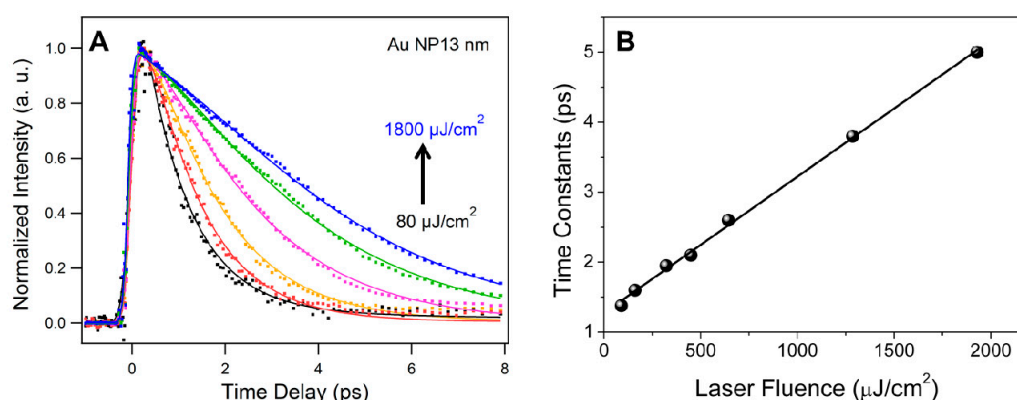 A
Au NP13 nm
1800 μJ/cm²
80 μJ/cm²
Normalized Intensity (a. u.)
1.0
0.8
0.6
0.4
0.2
0.0
0 2 4 6 8
Time Delay (ps)
B
Time Constants (ps)
5
4
3
2
1
0 500 1000 1500 2000
Laser Fluence (μJ/cm²)